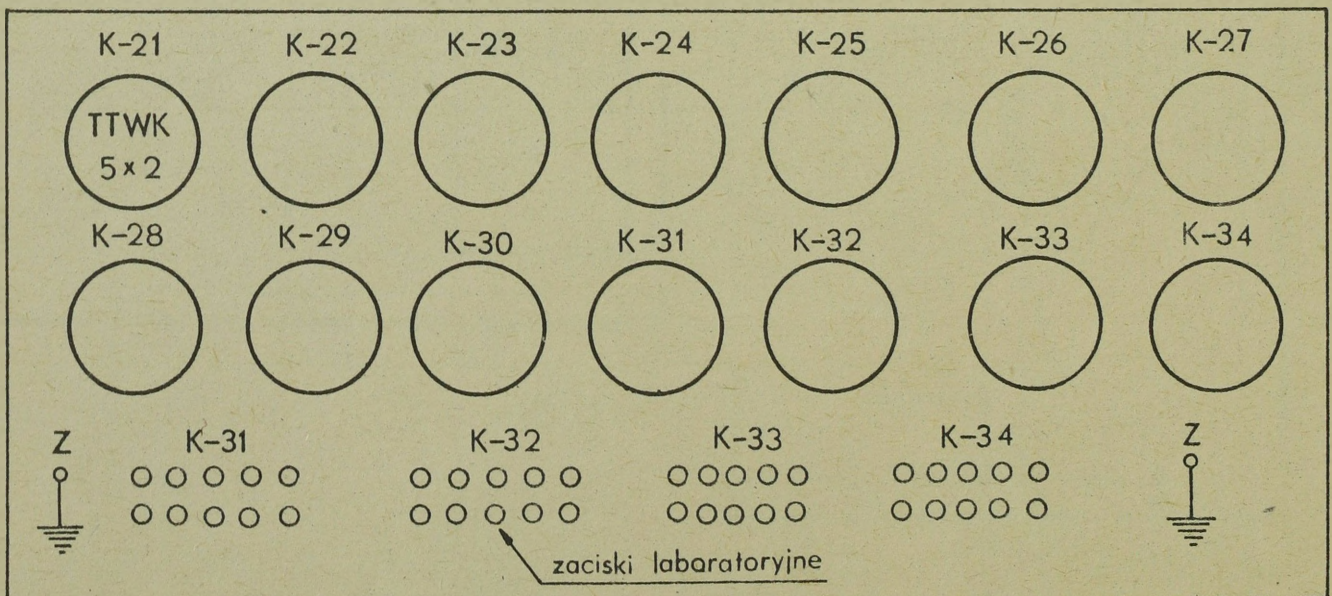 K-21 K-22 K-23 K-24 K-25 K-26 K-27
TTWK
5x2
K-28 K-29 K-30 K-31 K-32 K-33 K-34
Z K-31 K-32 K-33 K-34 Z
zaciski labaratoryjne